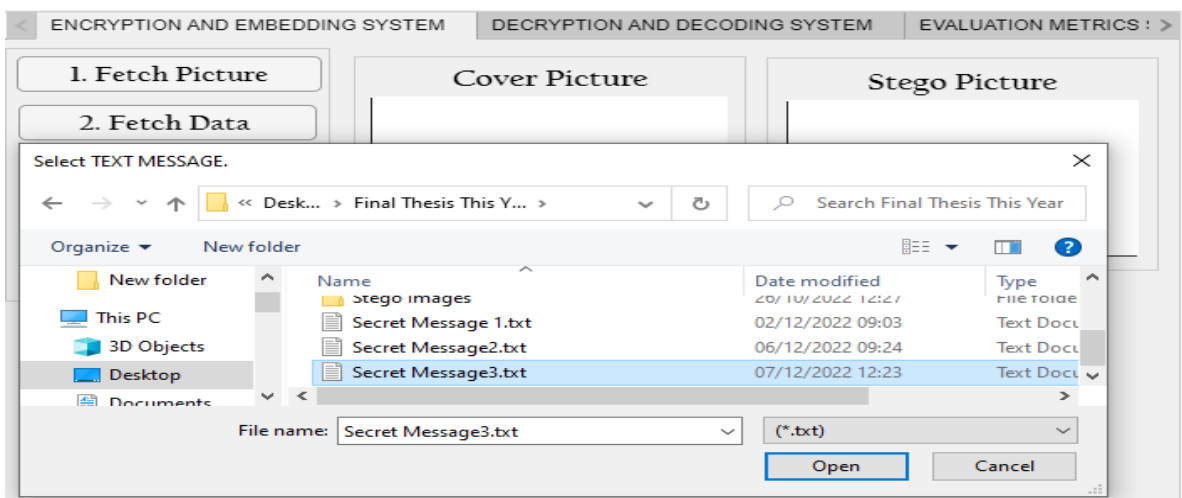 < ENCRYPTION AND EMBEDDING SYSTEM DECRYPTION AND DECODING SYSTEM EVALUATION METRICS >
1. Fetch Picture
Cover Picture
Stego Picture
2. Fetch Data
Select TEXT MESSAGE.
« Desk... > Final Thesis This Y... >
Search Final Thesis This Year
Organize New folder
New folder
This PC
3D Objects
Desktop
Documents
Name Date modified Type
Stego Images 26/10/2022 12:27 File folde
Secret Message 1.txt 02/12/2022 09:03 Text Docu
Secret Message2.txt 06/12/2022 09:24 Text Docu
Secret Message3.txt 07/12/2022 12:23 Text Docu
File name: Secret Message3.txt (*.txt)
Open Cancel